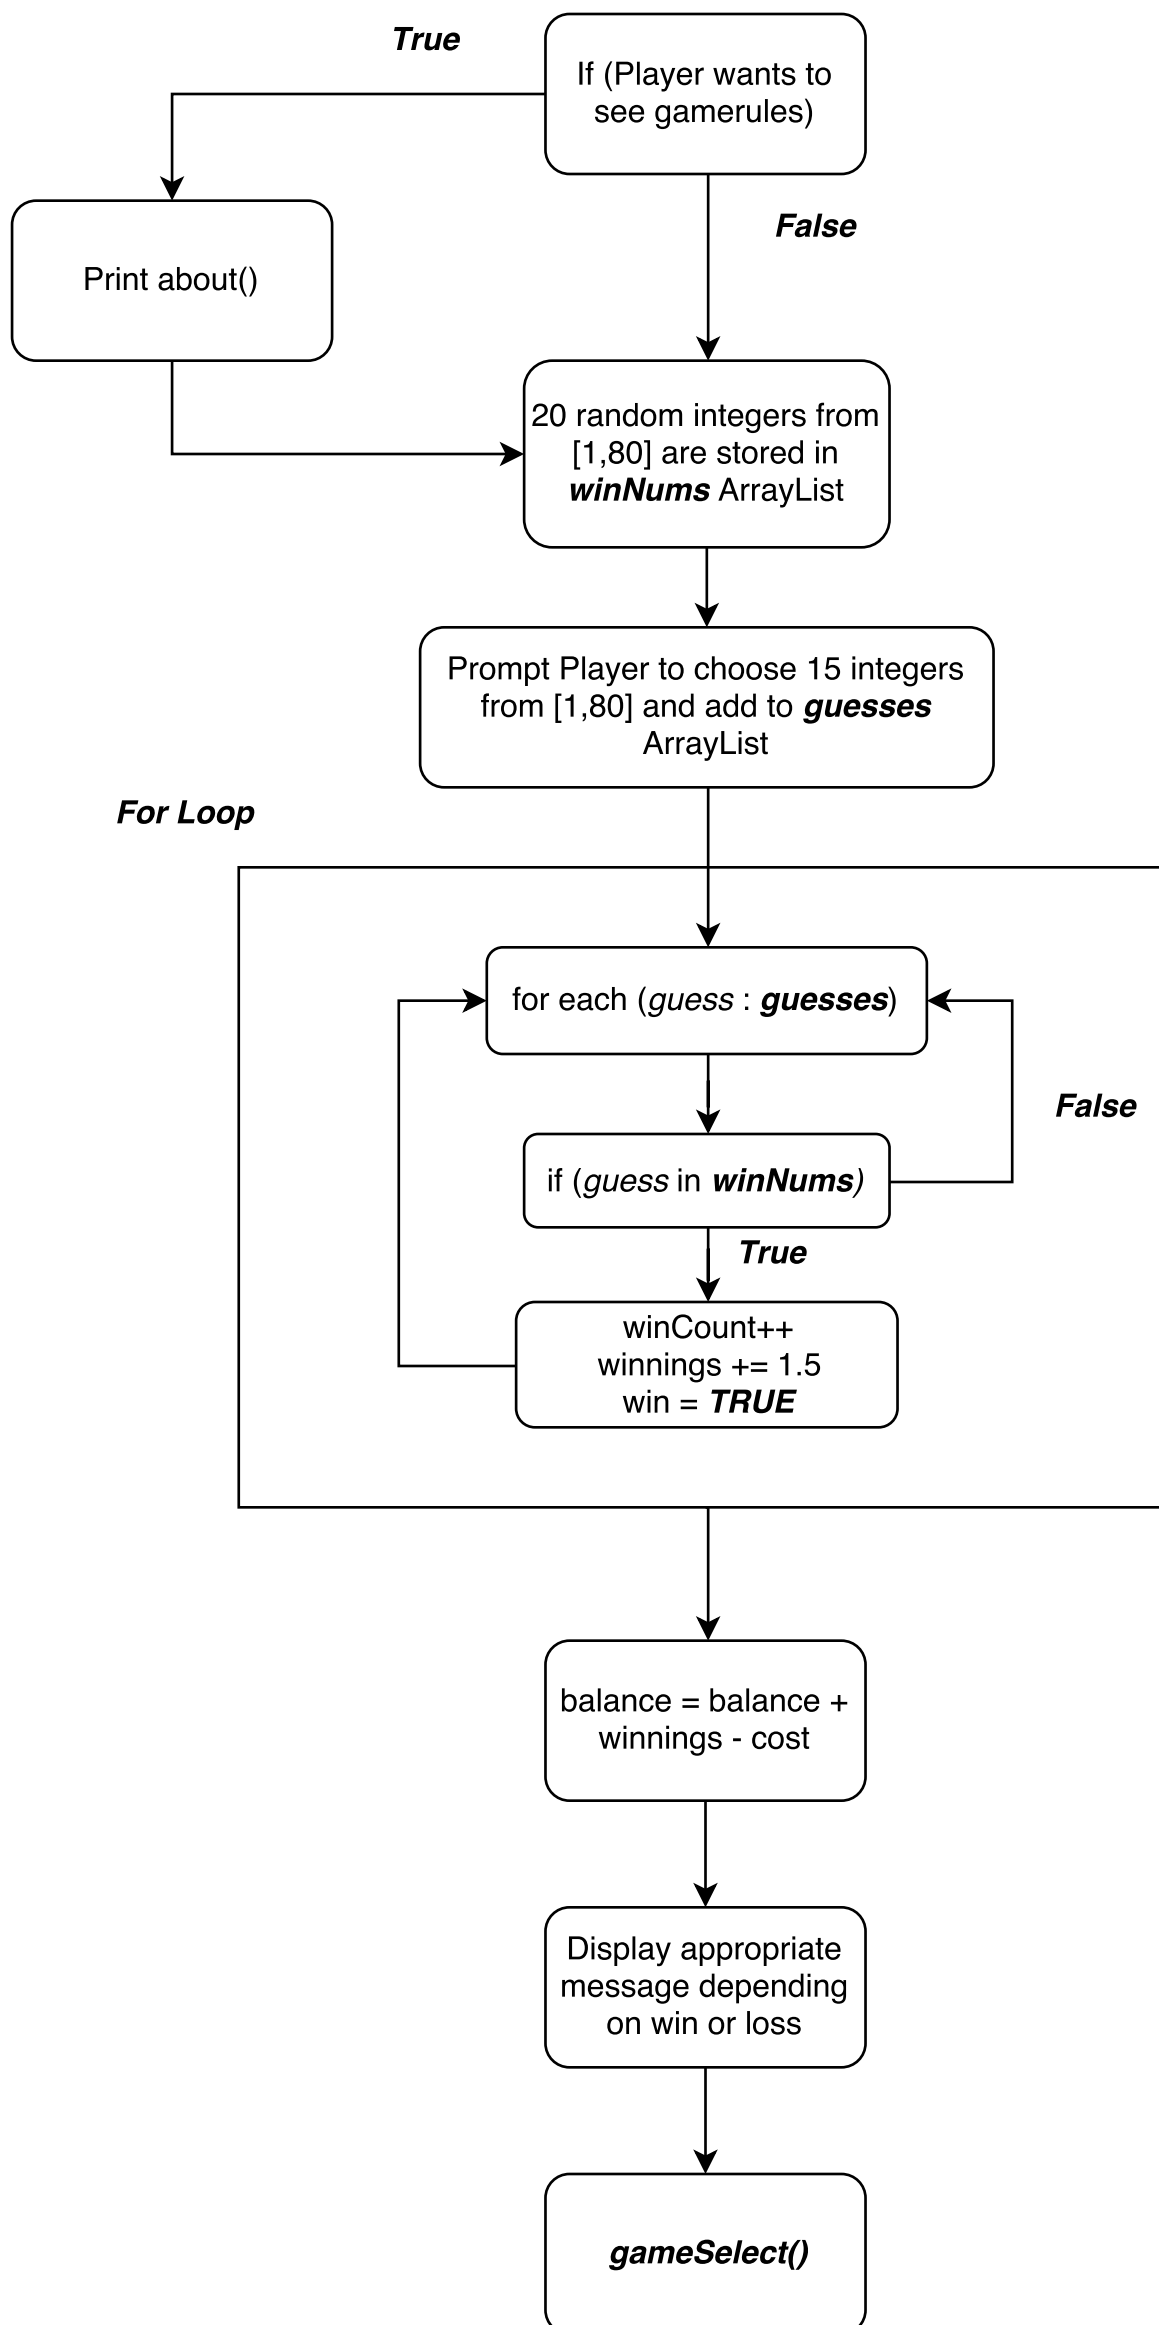 True
If (Player wants to
see gamerules)
False
Print about()
20 random integers from
[1,80] are stored in
winNums ArrayList
Prompt Player to choose 15 integers
from [1,80] and add to guesses
ArrayList
For Loop
for each (guess : guesses)
False
if (guess in winNums)
True
winCount++
winnings += 1.5
win = TRUE
balance = balance +
winnings - cost
Display appropriate
message depending
on win or loss
gameSelect()